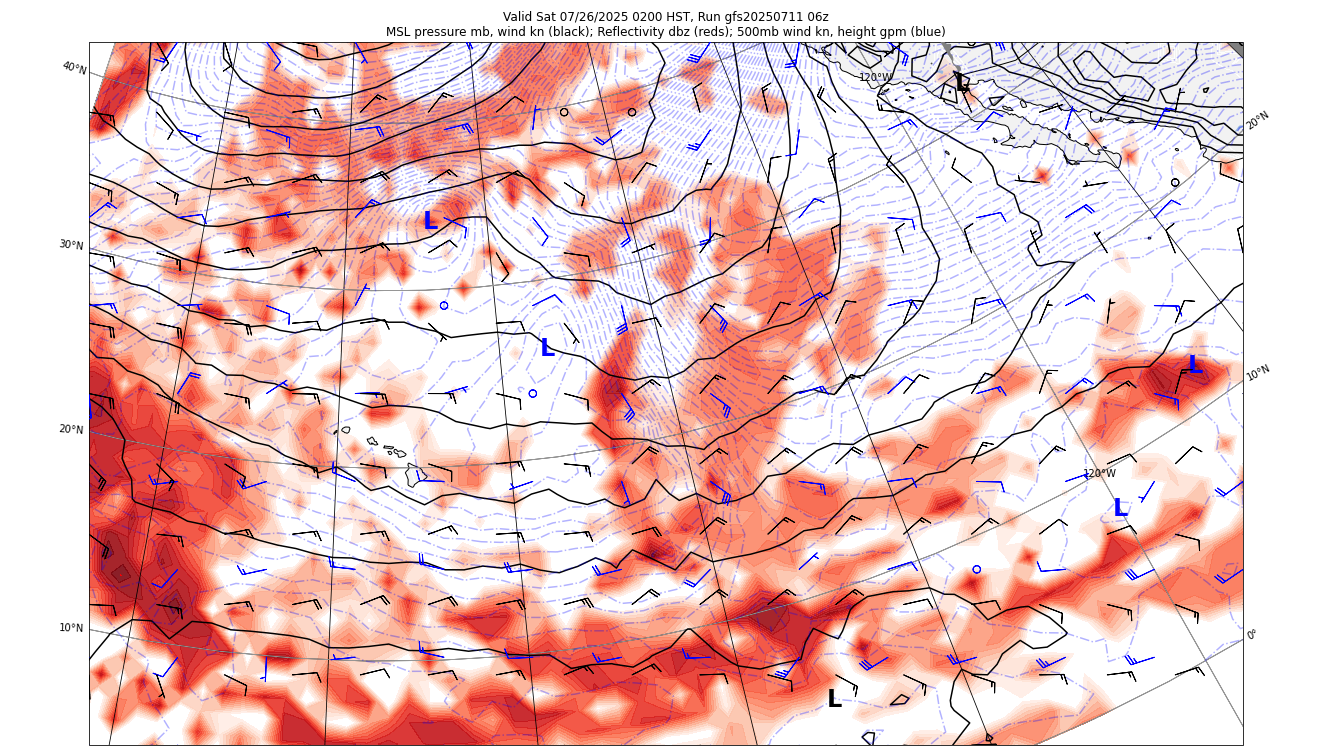 Valid Sat 07/26/2025 0200 HST, Run gfs20250711 06z
MSL pressure mb, wind kn (black); Reflectivity dbz (reds); 500mb wind kn, height gpm (blue)
40°N
120°W
L
20°N
L
30°N
L
L
10°N
20°N
120°W
L
10°N
0°
L